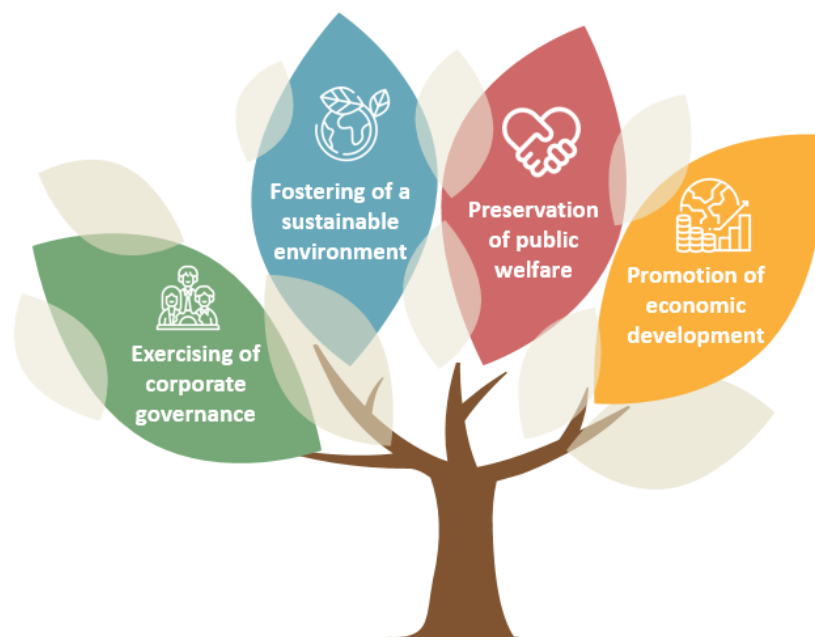 Exercising of
corporate
governance
Fostering of a
sustainable
environment
Preservation
of public
welfare
Promotion of
economic
development